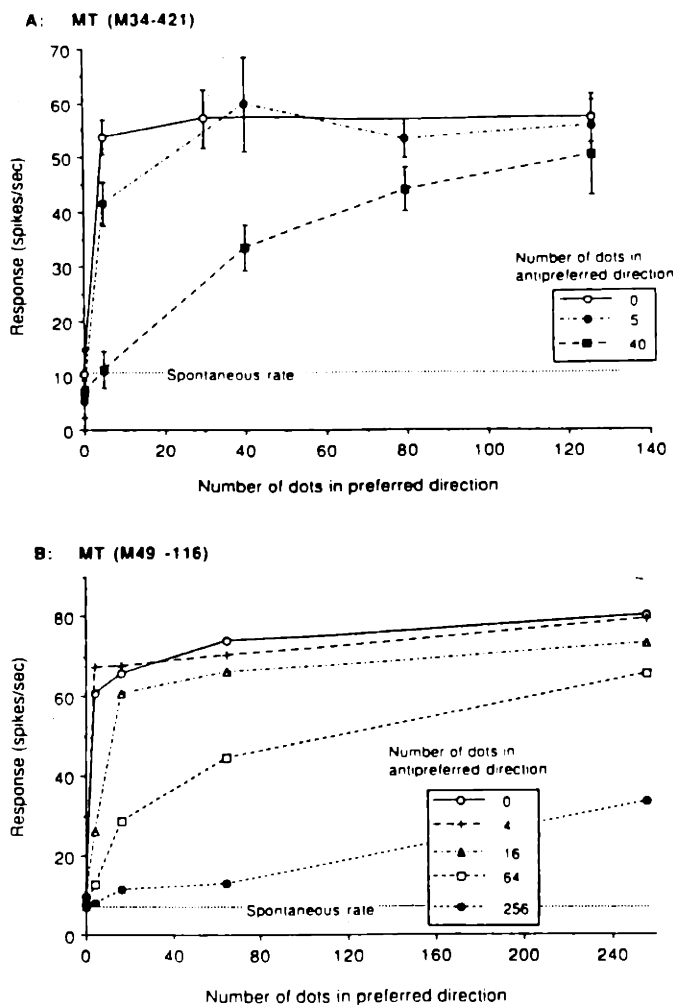 A: MT (M34-421)
70
60
50
40
30
20
10
0
Response (spikes/sec)
Number of dots in
antipreferred direction
0
5
40
Spontaneous rate
0 20 40 60 80 100 120 140
Number of dots in preferred direction
B: MT (M49 -116)
80
60
40
20
0
Response (spikes/sec)
Number of dots in
antipreferred direction
0
4
16
64
256
Spontaneous rate
0 40 80 120 160 200 240
Number of dots in preferred direction